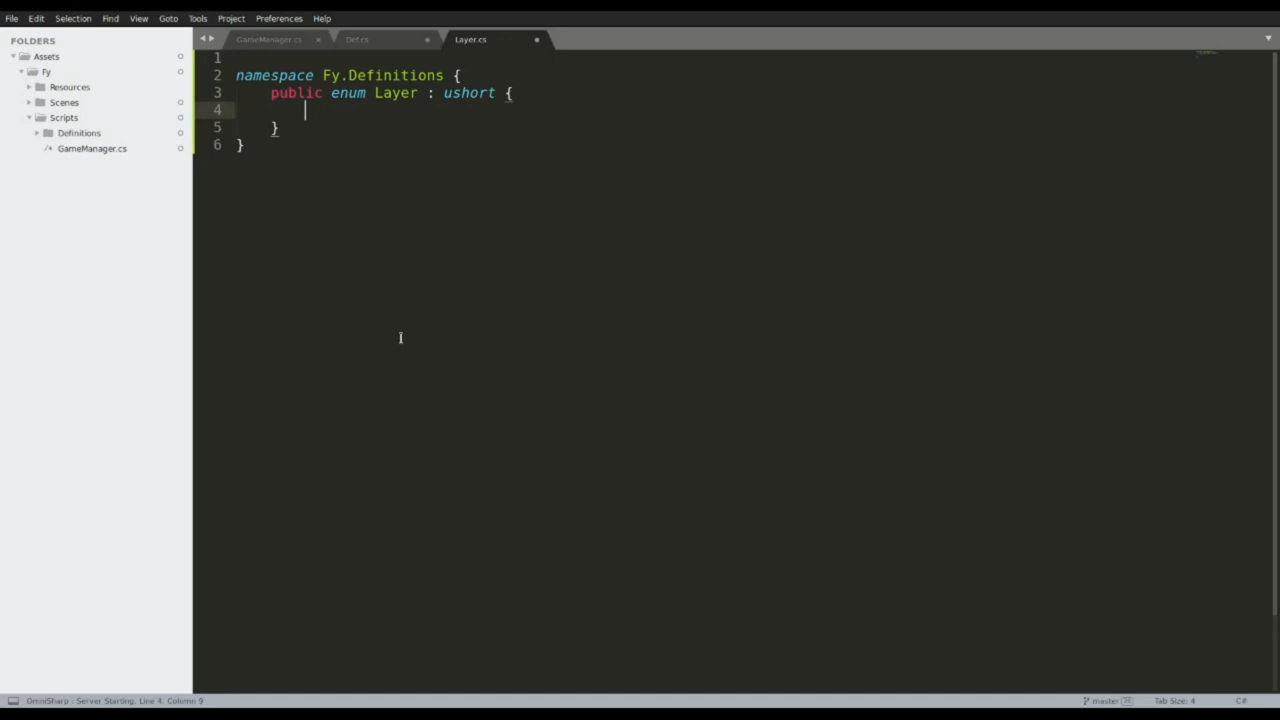 File Edit Selection Find View Goto Tools Project Preferences Help
FOLDERS
Assets
Fy
Resources
Scenes
Scripts
Definitions
/* GameManager.cs
GameManager.cs × Def.cs Layer.cs
1
2 namespace Fy.Definitions {
3 public enum Layer : ushort {
4
5 }
6 }
OmniSharp : Server Starting, Line 4, Column 9 master Tab Size: 4 C#